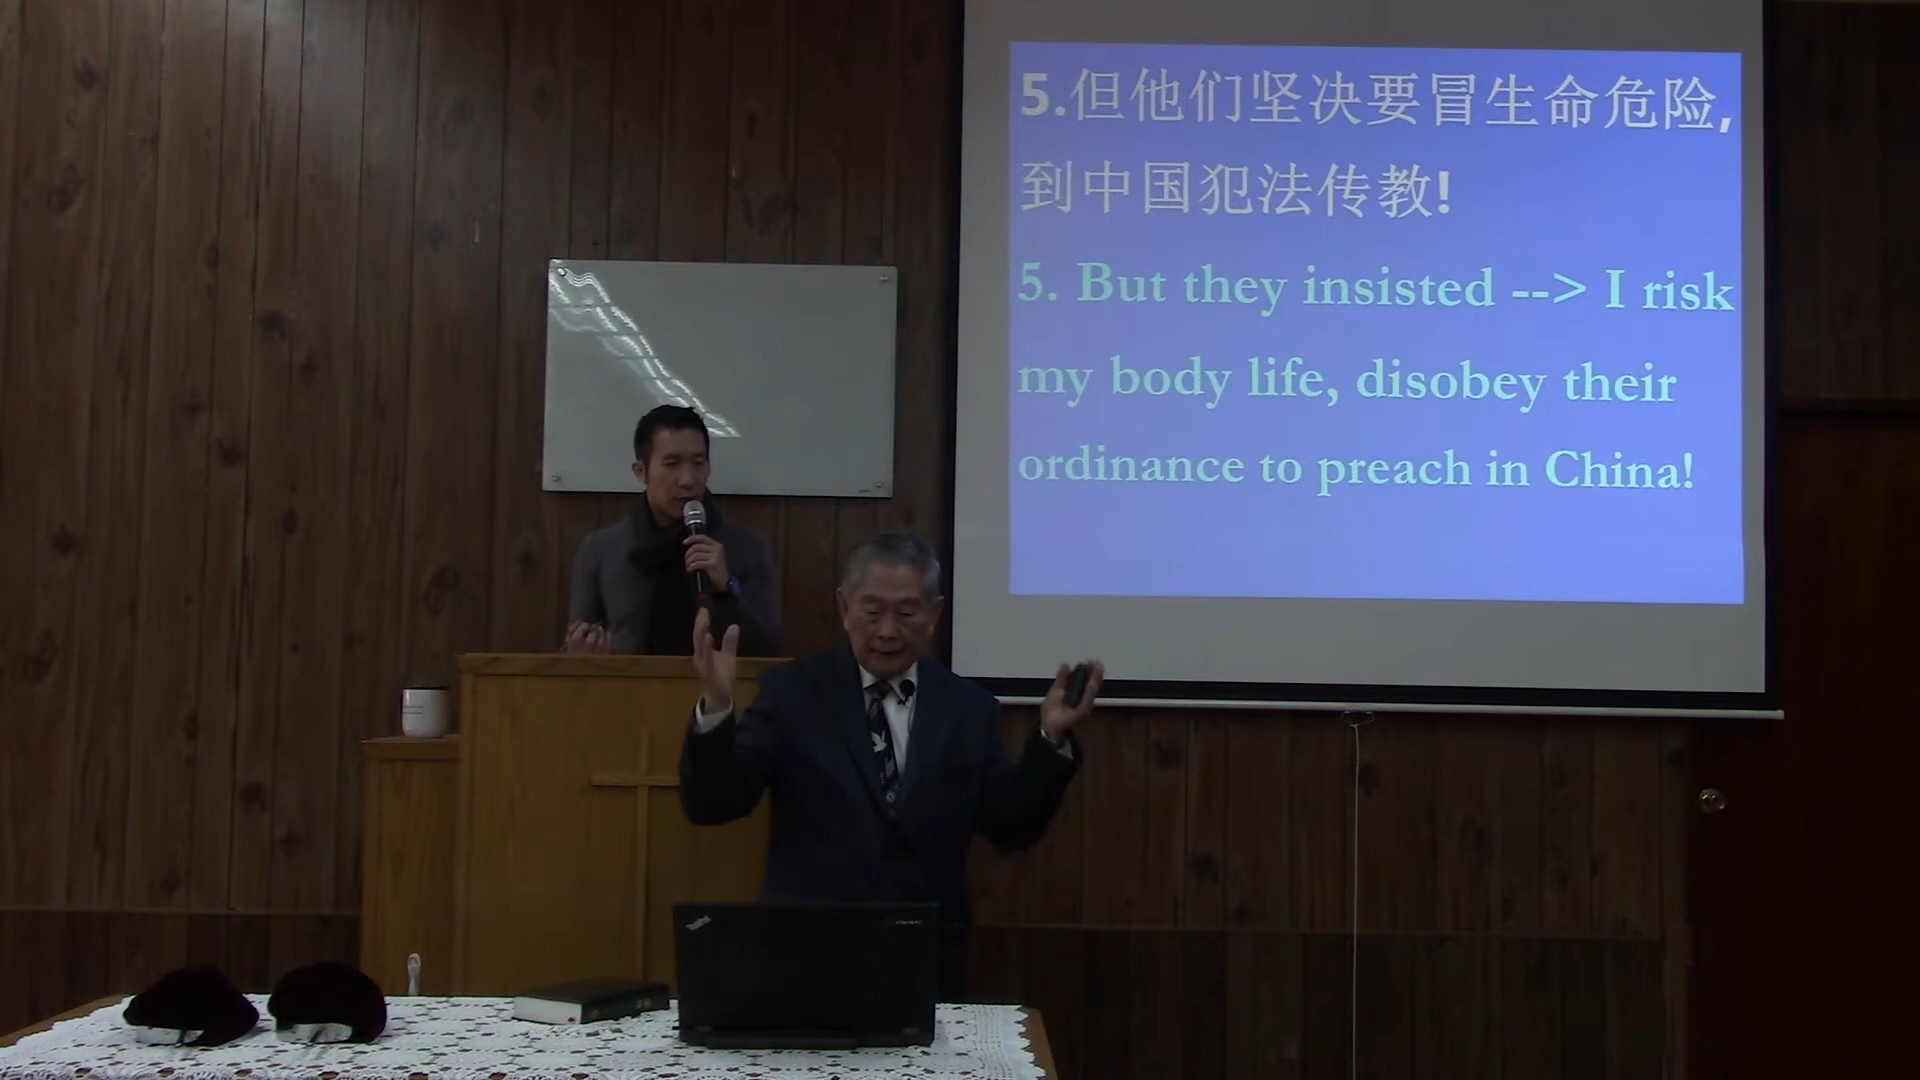 5.但他们坚决要冒生命危险,
到中国犯法传教!
5. But they insisted --> I risk
my body life, disobey their
ordinance to preach in China!
ThinkPad